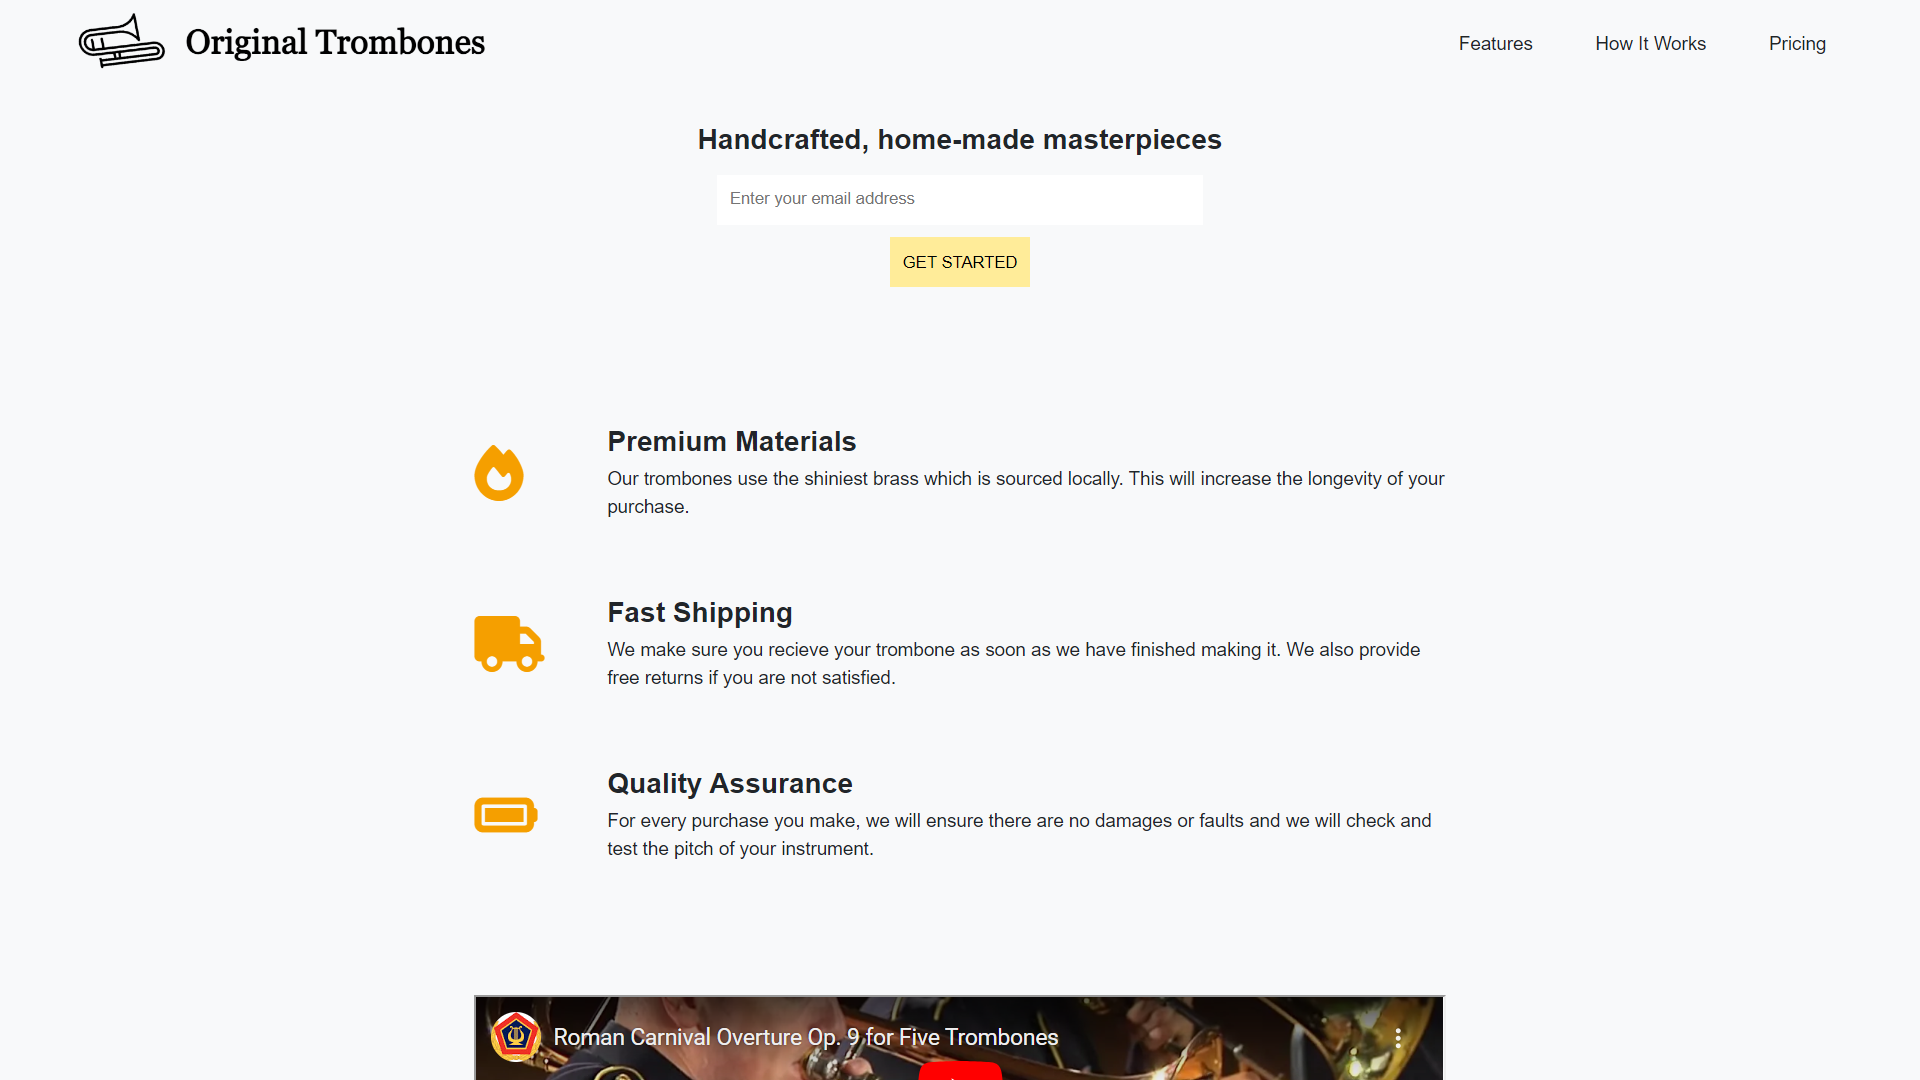 Original Trombones
Features
How It Works
Pricing
Handcrafted, home-made masterpieces
Enter your email address
GET STARTED
Premium Materials
Our trombones use the shiniest brass which is sourced locally. This will increase the longevity of your
purchase.
Fast Shipping
We make sure you recieve your trombone as soon as we have finished making it. We also provide
free returns if you are not satisfied.
Quality Assurance
For every purchase you make, we will ensure there are no damages or faults and we will check and
test the pitch of your instrument.
Roman Carnival Overture Op. 9 for Five Trombones